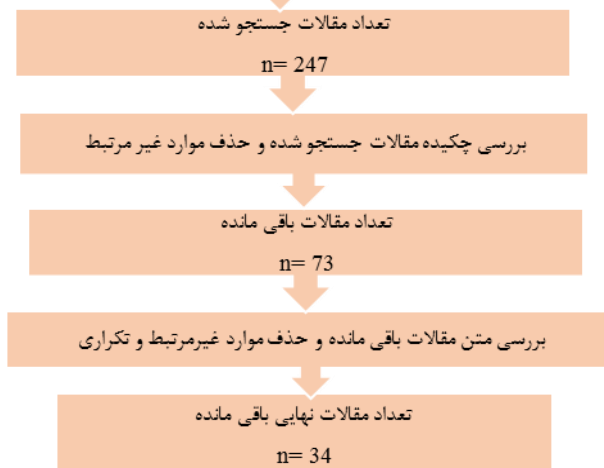 تعداد مقالات جستجو شده
n= 247
بررسی چکیده مقالات جستجو شده و حذف موارد غیر مرتبط
تعداد مقالات باقی مانده
n= 73
بررسی متن مقالات باقی مانده و حذف موارد غیرمرتبط و تکراری
تعداد مقالات نهایی باقی مانده
n= 34